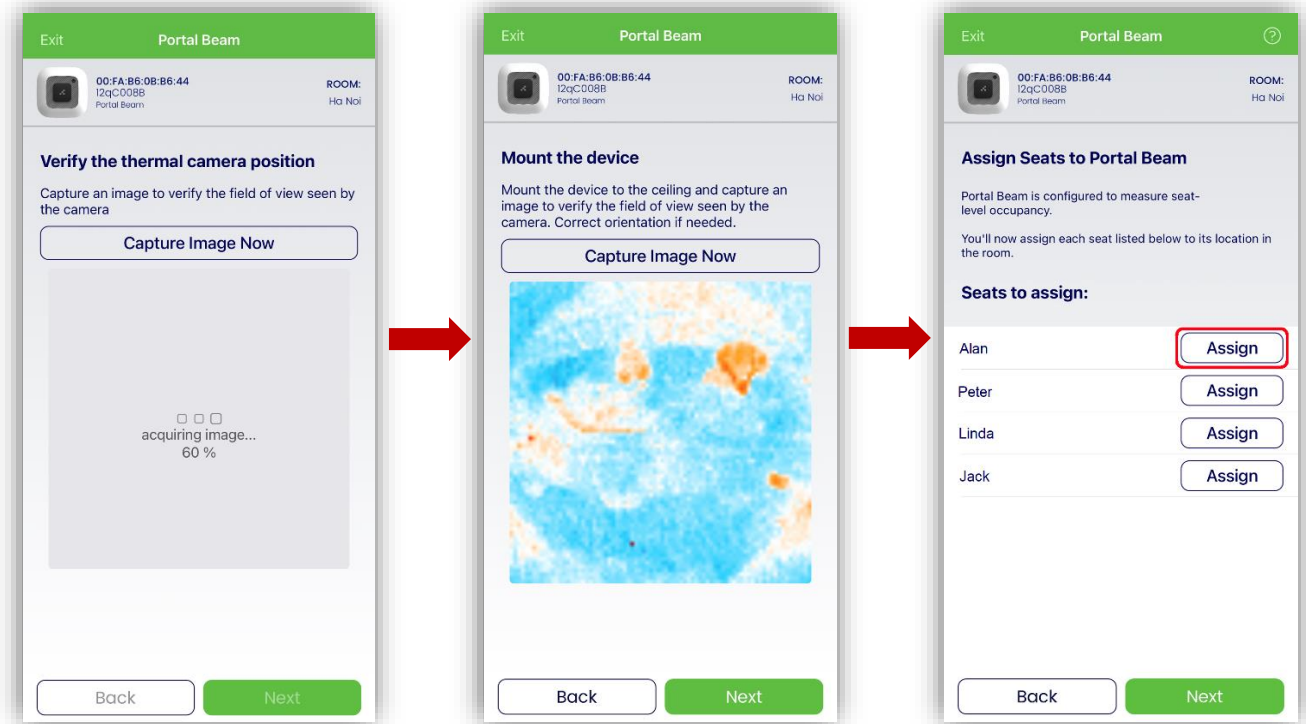 Exit
Portal Beam
00:FA:B6:0B:B6:44
12qC008B
Portal Beam
ROOM:
Ha Noi
Verify the thermal camera position
Capture an image to verify the field of view seen by
the camera
Capture Image Now
acquiring image...
60 %
Back
Next
Exit
Portal Beam
00:FA:B6:0B:B6:44
12qC008B
Portal Beam
ROOM:
Ha Noi
Mount the device
Mount the device to the ceiling and capture an
image to verify the field of view seen by the
camera. Correct orientation if needed.
Capture Image Now
Back
Next
Exit
Portal Beam
?
00:FA:B6:0B:B6:44
12qC008B
Portal Beam
ROOM:
Ha Noi
Assign Seats to Portal Beam
Portal Beam is configured to measure seat-
level occupancy.
You'll now assign each seat listed below to its location in
the room.
Seats to assign:
Alan
Assign
Peter
Assign
Linda
Assign
Jack
Assign
Back
Next